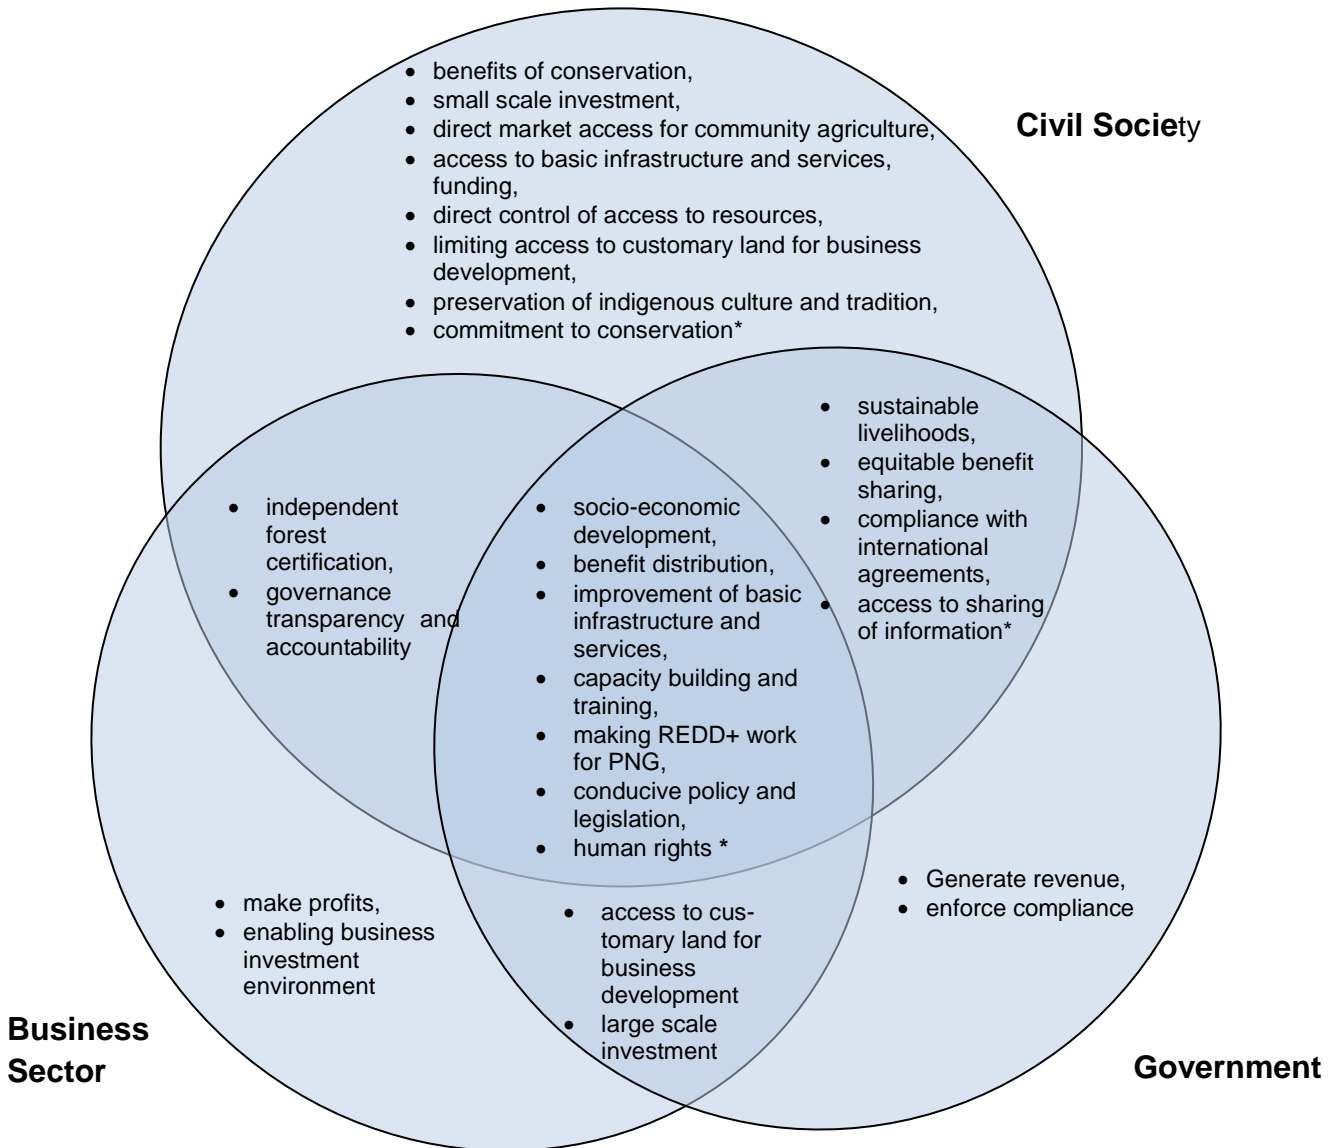 • benefits of conservation,
• small scale investment,
• direct market access for community agriculture,
• access to basic infrastructure and services,
funding,
• direct control of access to resources,
• limiting access to customary land for business
development,
• preservation of indigenous culture and tradition,
• commitment to conservation*
Civil Society
• sustainable
livelihoods,
• equitable benefit
sharing,
• compliance with
international
agreements,
• access to sharing
of information*
• independent
forest
certification,
• governance
transparency and
accountability
• socio-economic
development,
• benefit distribution,
• improvement of basic
infrastructure and
services,
• capacity building and
training,
• making REDD+ work
for PNG,
• conducive policy and
legislation,
• human rights *
• make profits,
• enabling business
investment
environment
• access to cus-
tomary land for
business
development
• large scale
investment
• Generate revenue,
• enforce compliance
Business
Sector
Government